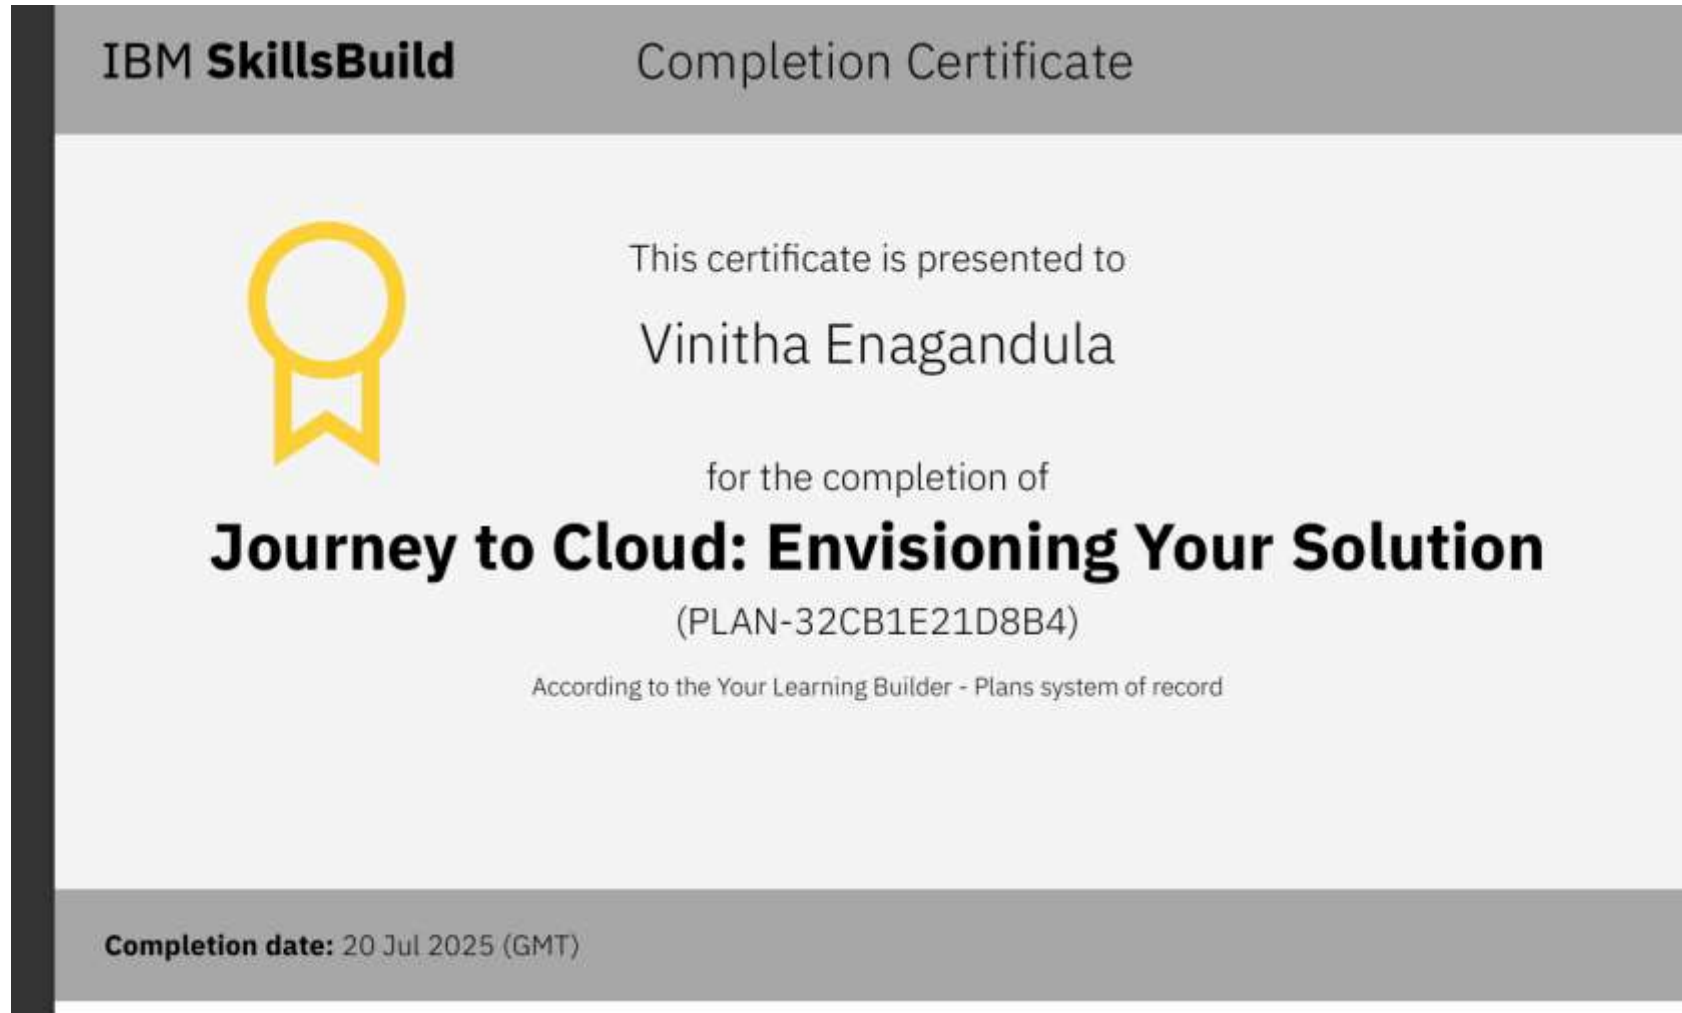 IBM SkillsBuild
Completion Certificate
This certificate is presented to
Vinitha Enagandula
for the completion of
Journey to Cloud: Envisioning Your Solution
(PLAN-32CB1E21D8B4)
According to the Your Learning Builder - Plans system of record
Completion date: 20 Jul 2025 (GMT)